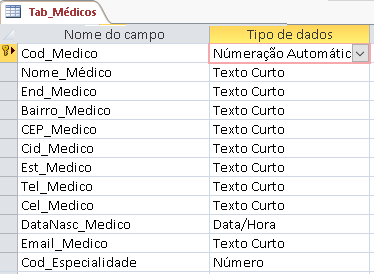 Tab_Médicos
Nome do campo Tipo de dados
Cod_Medico Númeração Automátic
Nome_Médico Texto Curto
End_Medico Texto Curto
Bairro_Medico Texto Curto
CEP_Medico Texto Curto
Cid_Medico Texto Curto
Est_Medico Texto Curto
Tel_Medico Texto Curto
Cel_Medico Texto Curto
DataNasc_Medico Data/Hora
Email_Medico Texto Curto
Cod_Especialidade Número